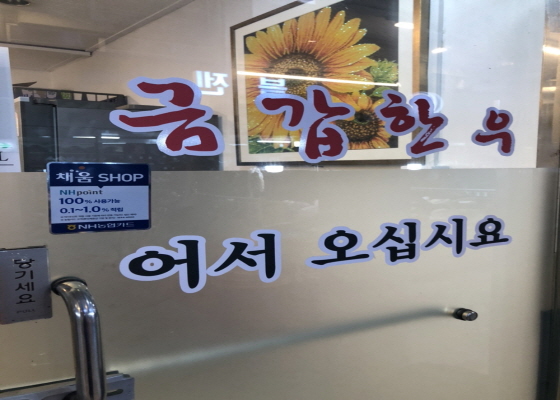 금갑한우
채움 SHOP
NHpoint
100% 사용가능
0.1~1.0% 적립
NH농협카드
어서 오십시요
당기세요